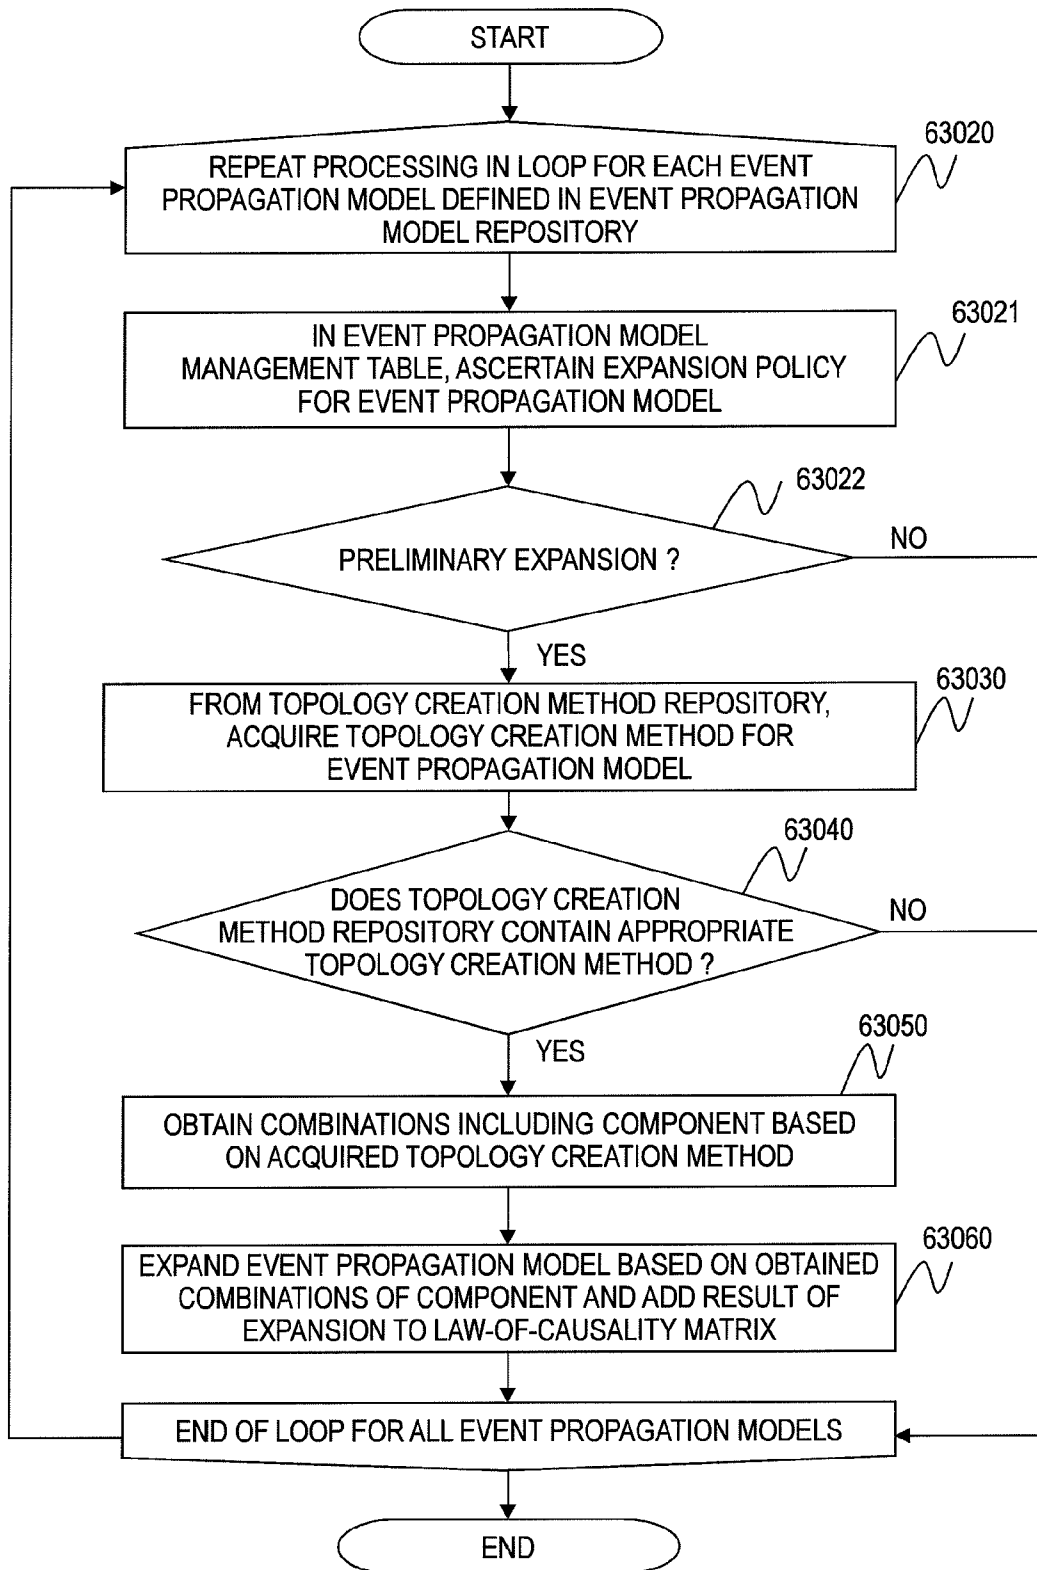 START
63020
REPEAT PROCESSING IN LOOP FOR EACH EVENT
PROPAGATION MODEL DEFINED IN EVENT PROPAGATION
MODEL REPOSITORY
63021
IN EVENT PROPAGATION MODEL
MANAGEMENT TABLE, ASCERTAIN EXPANSION POLICY
FOR EVENT PROPAGATION MODEL
63022
PRELIMINARY EXPANSION ?
NO
YES
63030
FROM TOPOLOGY CREATION METHOD REPOSITORY,
ACQUIRE TOPOLOGY CREATION METHOD FOR
EVENT PROPAGATION MODEL
63040
DOES TOPOLOGY CREATION
METHOD REPOSITORY CONTAIN APPROPRIATE
TOPOLOGY CREATION METHOD ?
NO
YES
63050
OBTAIN COMBINATIONS INCLUDING COMPONENT BASED
ON ACQUIRED TOPOLOGY CREATION METHOD
63060
EXPAND EVENT PROPAGATION MODEL BASED ON OBTAINED
COMBINATIONS OF COMPONENT AND ADD RESULT OF
EXPANSION TO LAW-OF-CAUSALITY MATRIX
END OF LOOP FOR ALL EVENT PROPAGATION MODELS
END